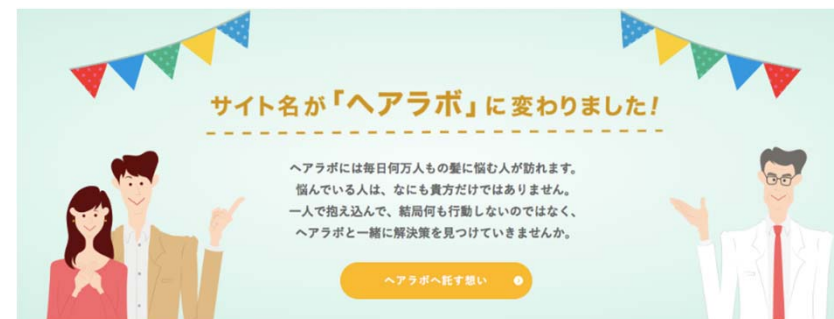 サイト名が「ヘアラボ」に変わりました!
ヘアラボには毎日何万人もの髪に悩む人が訪れます。
悩んでいる人は、なにも貴方だけではありません。
一人で抱え込んで、結局何も行動しないのではなく、
ヘアラボと一緒に解決策を見つけていきませんか。
ヘアラボへ託す想い